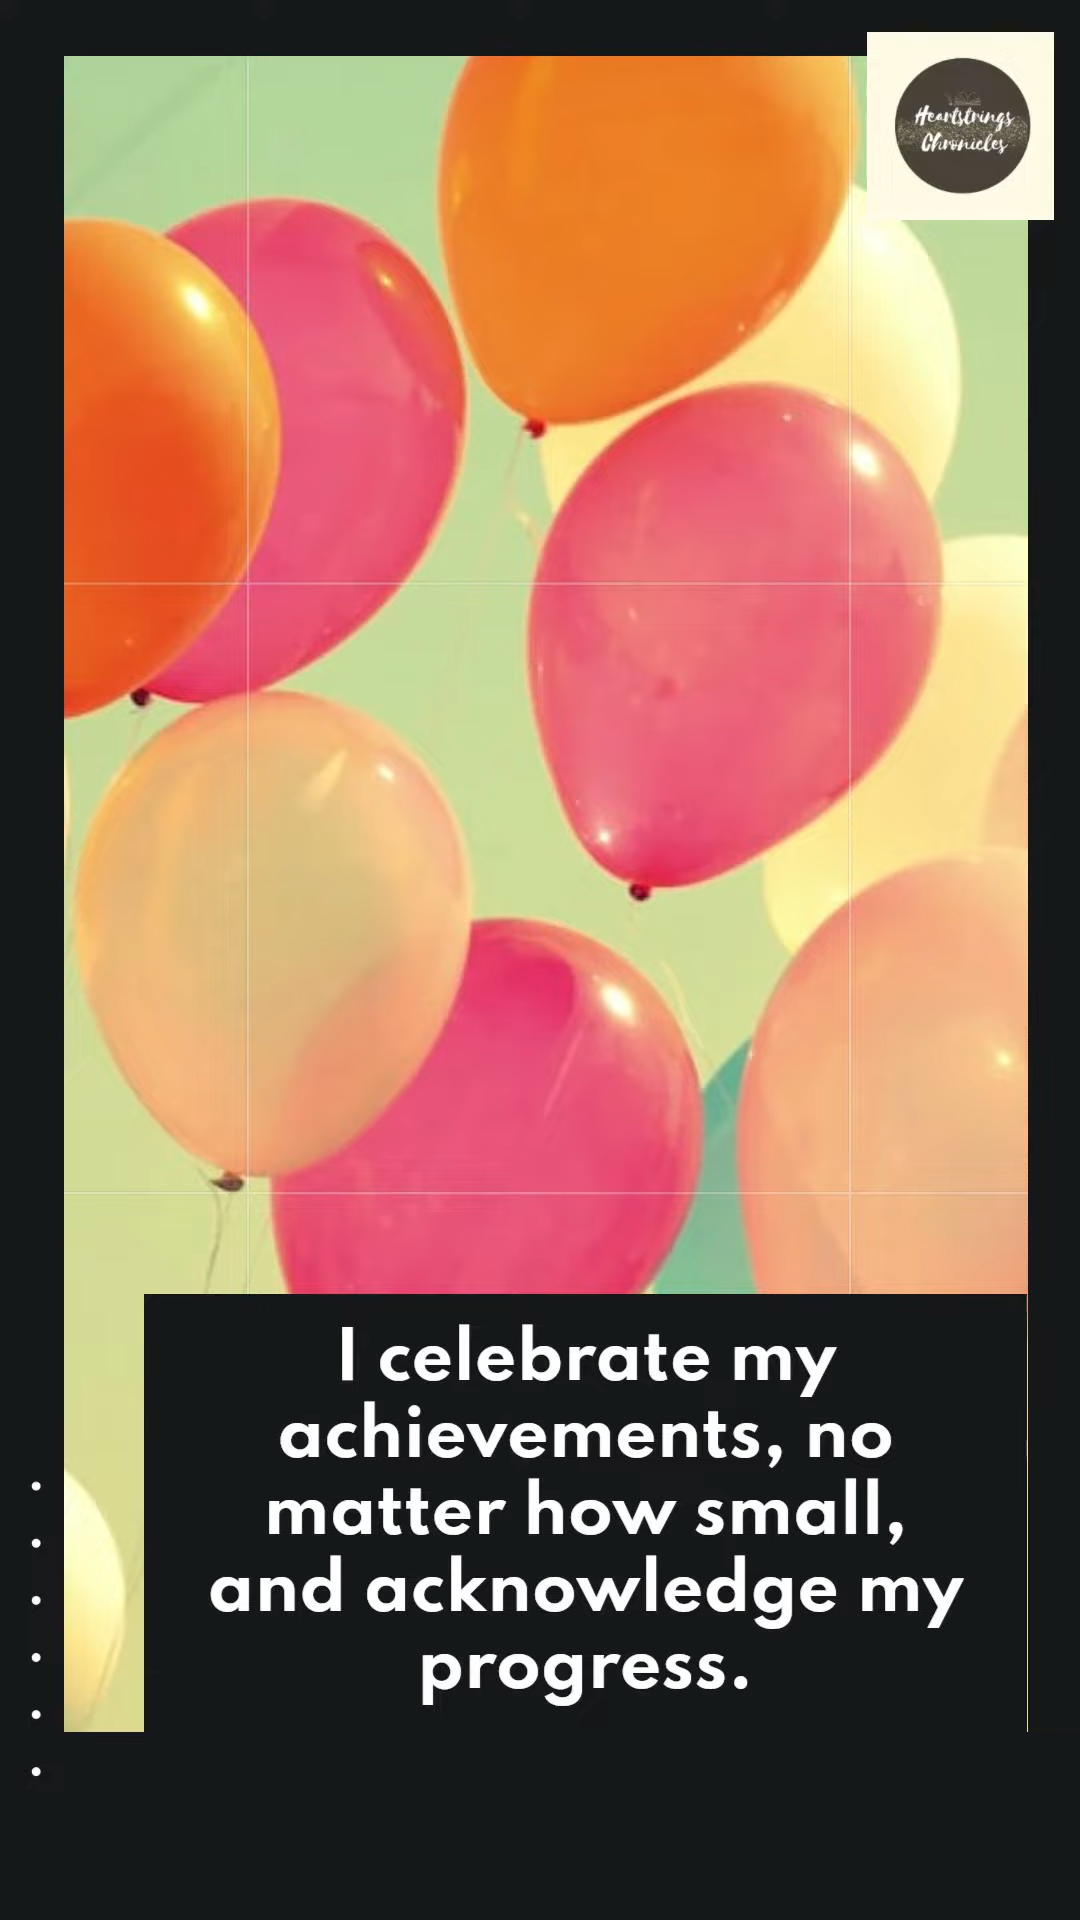 Heartstrings
Chronicles
I celebrate my
achievements, no
matter how small,
and acknowledge my
progress.